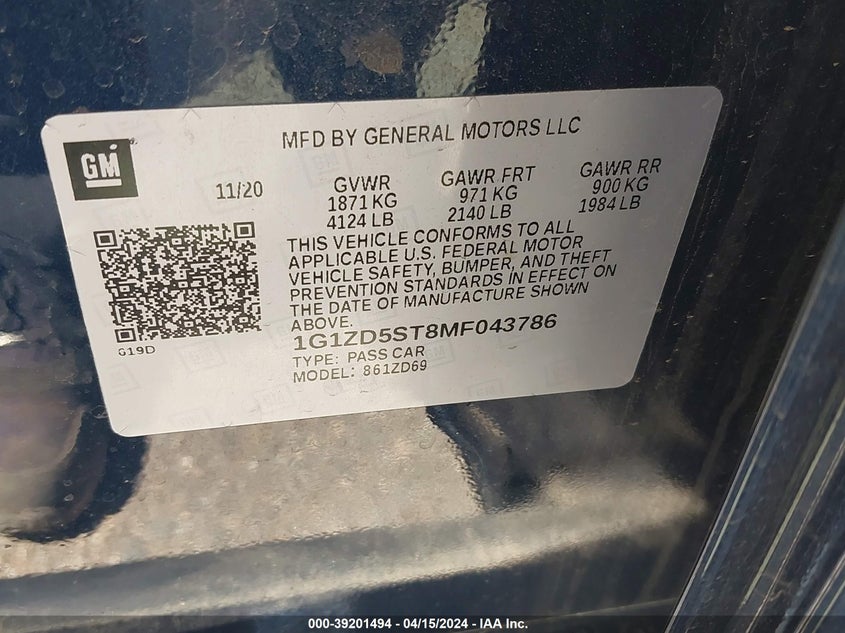 MFD BY GENERAL MOTORS LLC
GM
11/20
GVWR
1871 KG
4124 LB
GAWR FRT
971 KG
2140 LB
GAWR RR
900 KG
1984 LB
THIS VEHICLE CONFORMS TO ALL
APPLICABLE U.S. FEDERAL MOTOR
VEHICLE SAFETY, BUMPER, AND THEFT
PREVENTION STANDARDS IN EFFECT ON
THE DATE OF MANUFACTURE SHOWN
ABOVE.
1G1ZD5ST8MF043786
G19D
TYPE: PASS CAR
MODEL: 861ZD69
000-39201494 - 04/15/2024 - IAA Inc.